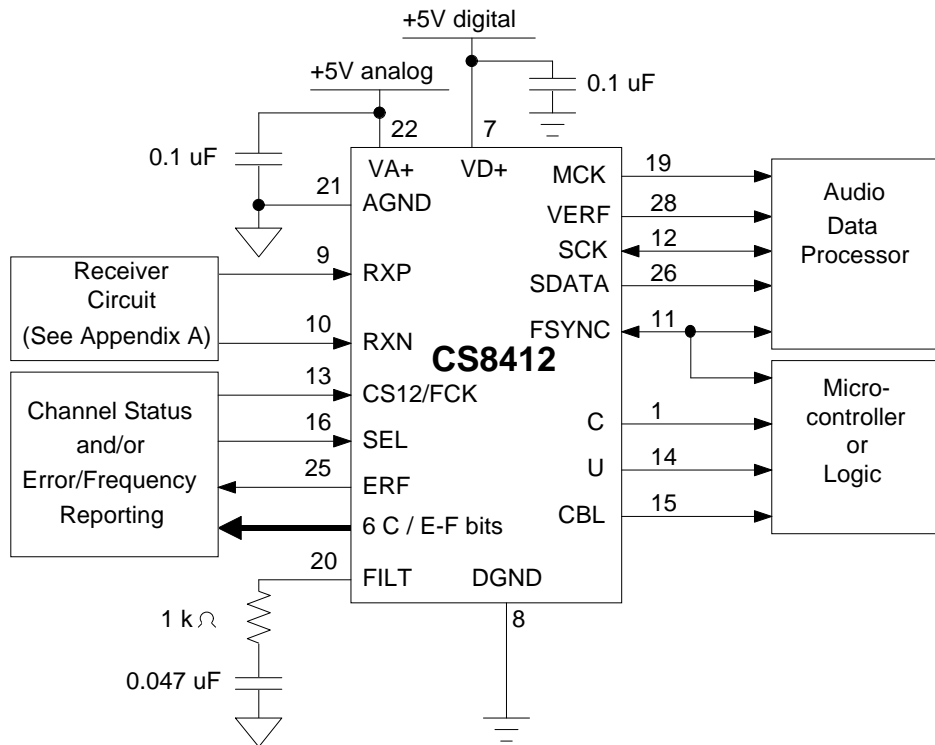 +5V digital
+5V analog
0.1 uF
22
7
0.1 uF
VA+
VD+
21
AGND
MCK
19
VERF
28
SCK
12
SDATA
26
FSYNC
11
Audio
Data
Processor
Receiver
Circuit
(See Appendix A)
9
RXP
10
RXN
CS8412
Channel Status
and/or
Error/Frequency
Reporting
13
CS12/FCK
16
SEL
25
ERF
6 C / E-F bits
C
1
U
14
CBL
15
Micro-
controller
or
Logic
20
FILT
DGND
8
1 k Ω
0.047 uF